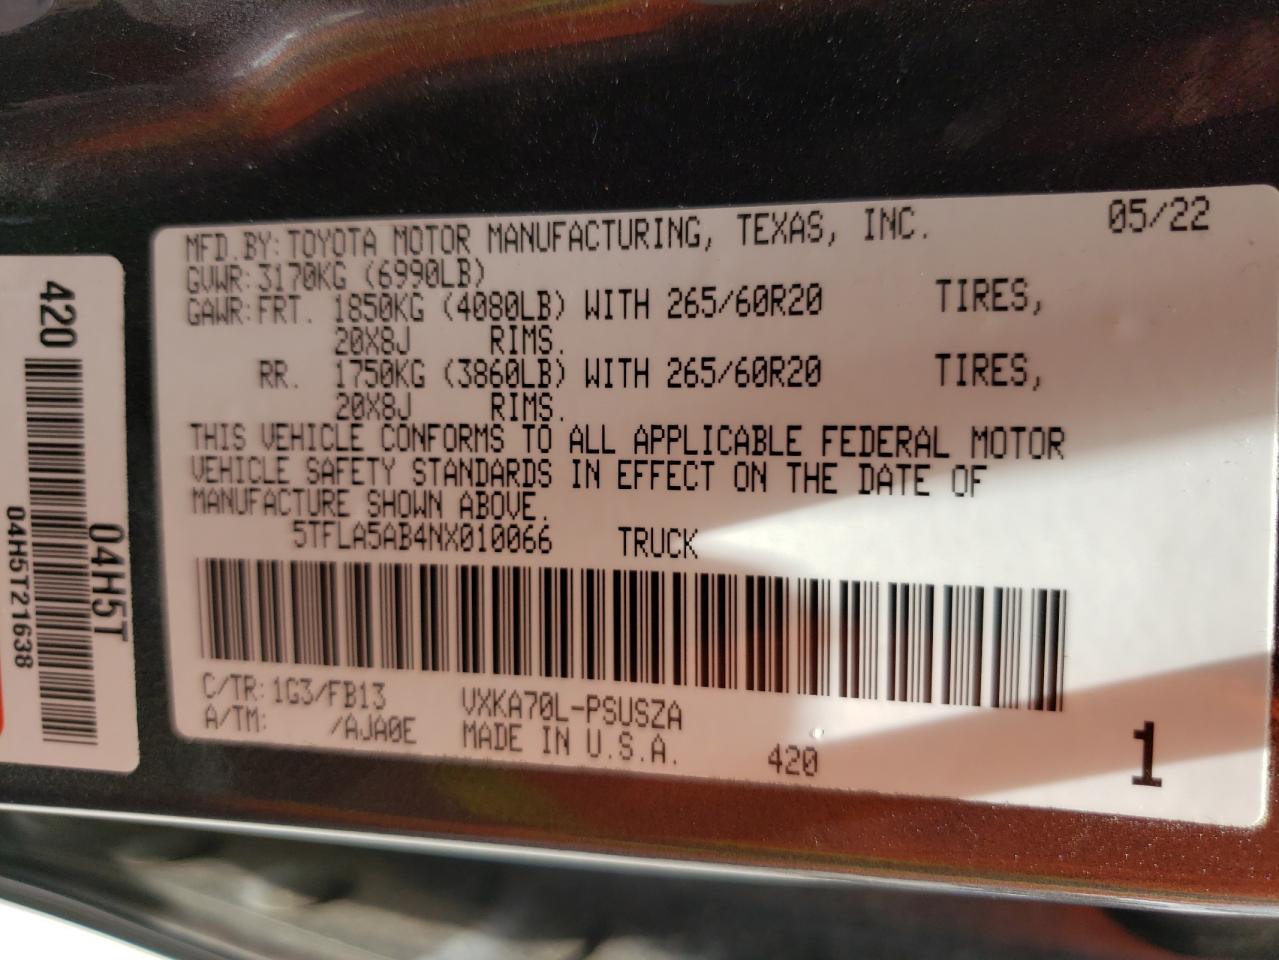 MFD.BY: TOYOTA MOTOR MANUFACTURING, TEXAS, INC. 05/22
GVWR: 3170KG (6990LB)
GAWR: FRT. 1850KG (4080LB) WITH 265/60R20 TIRES,
20X8J RIMS.
RR. 1750KG (3860LB) WITH 265/60R20 TIRES,
20X8J RIMS.
THIS VEHICLE CONFORMS TO ALL APPLICABLE FEDERAL MOTOR
VEHICLE SAFETY STANDARDS IN EFFECT ON THE DATE OF
MANUFACTURE SHOWN ABOVE.
5TFLA5AB4NX010066 TRUCK
C/TR: 1G3/FB13 VXKA70L-PSUSZA
A/TM: /AJA0E MADE IN U.S.A. 420 1
420
04H5T
04H5T21638